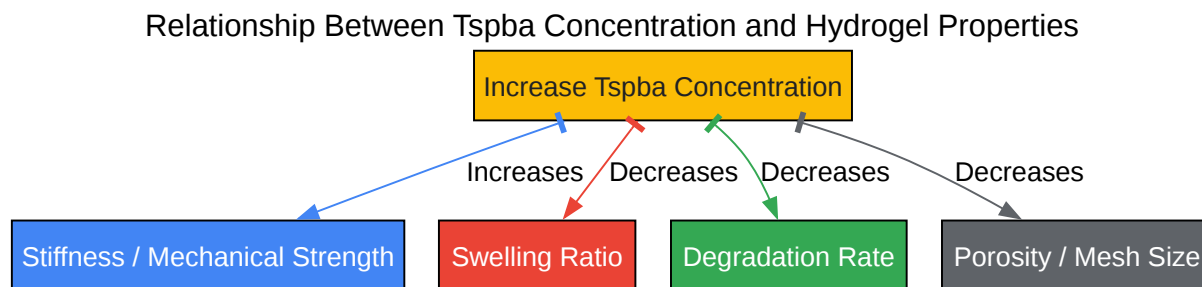 Relationship Between Tspba Concentration and Hydrogel Properties
Increase Tspba Concentration
Increases
Decreases
Decreases
Decreases
Stiffness / Mechanical Strength
Swelling Ratio
Degradation Rate
Porosity / Mesh Size